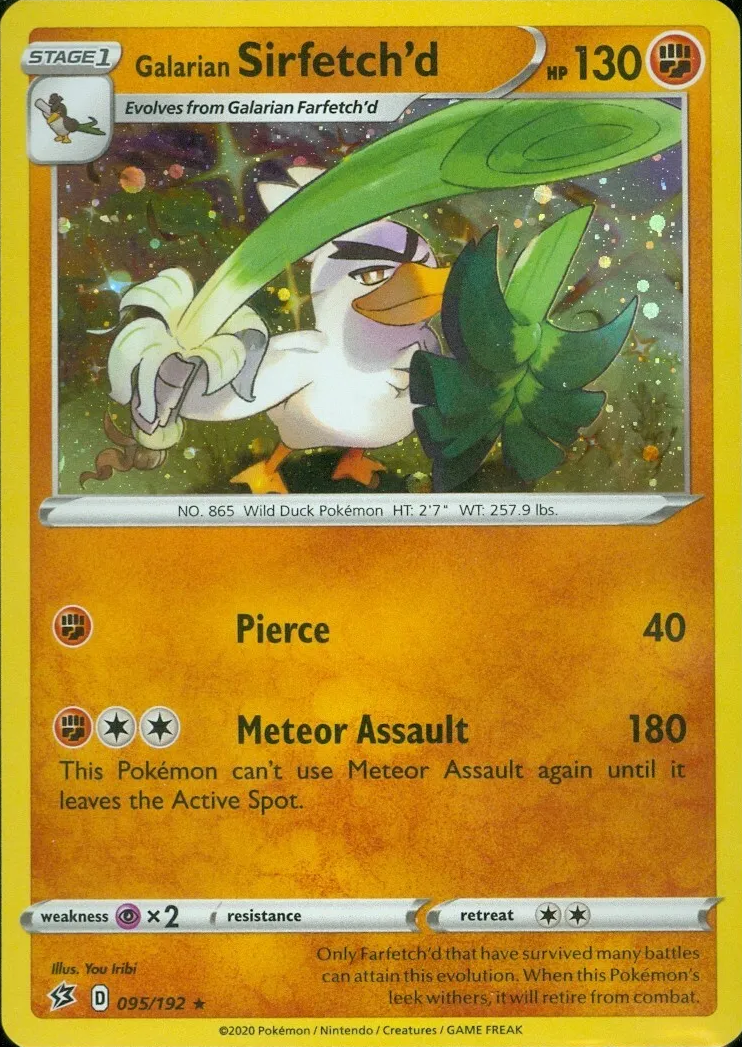 STAGE1
Galarian Sirfetch'd
HP 130
Evolves from Galarian Farfetch'd
NO. 865 Wild Duck Pokémon HT: 2'7" WT: 257.9 lbs.
Pierce 40
Meteor Assault 180
This Pokémon can't use Meteor Assault again until it
leaves the Active Spot.
weakness ×2 resistance retreat
Illus. You Iribi
Only Farfetch'd that have survived many battles
can attain this evolution. When this Pokémon's
leek withers, it will retire from combat.
D 095/192 ★
©2020 Pokémon / Nintendo / Creatures / GAME FREAK